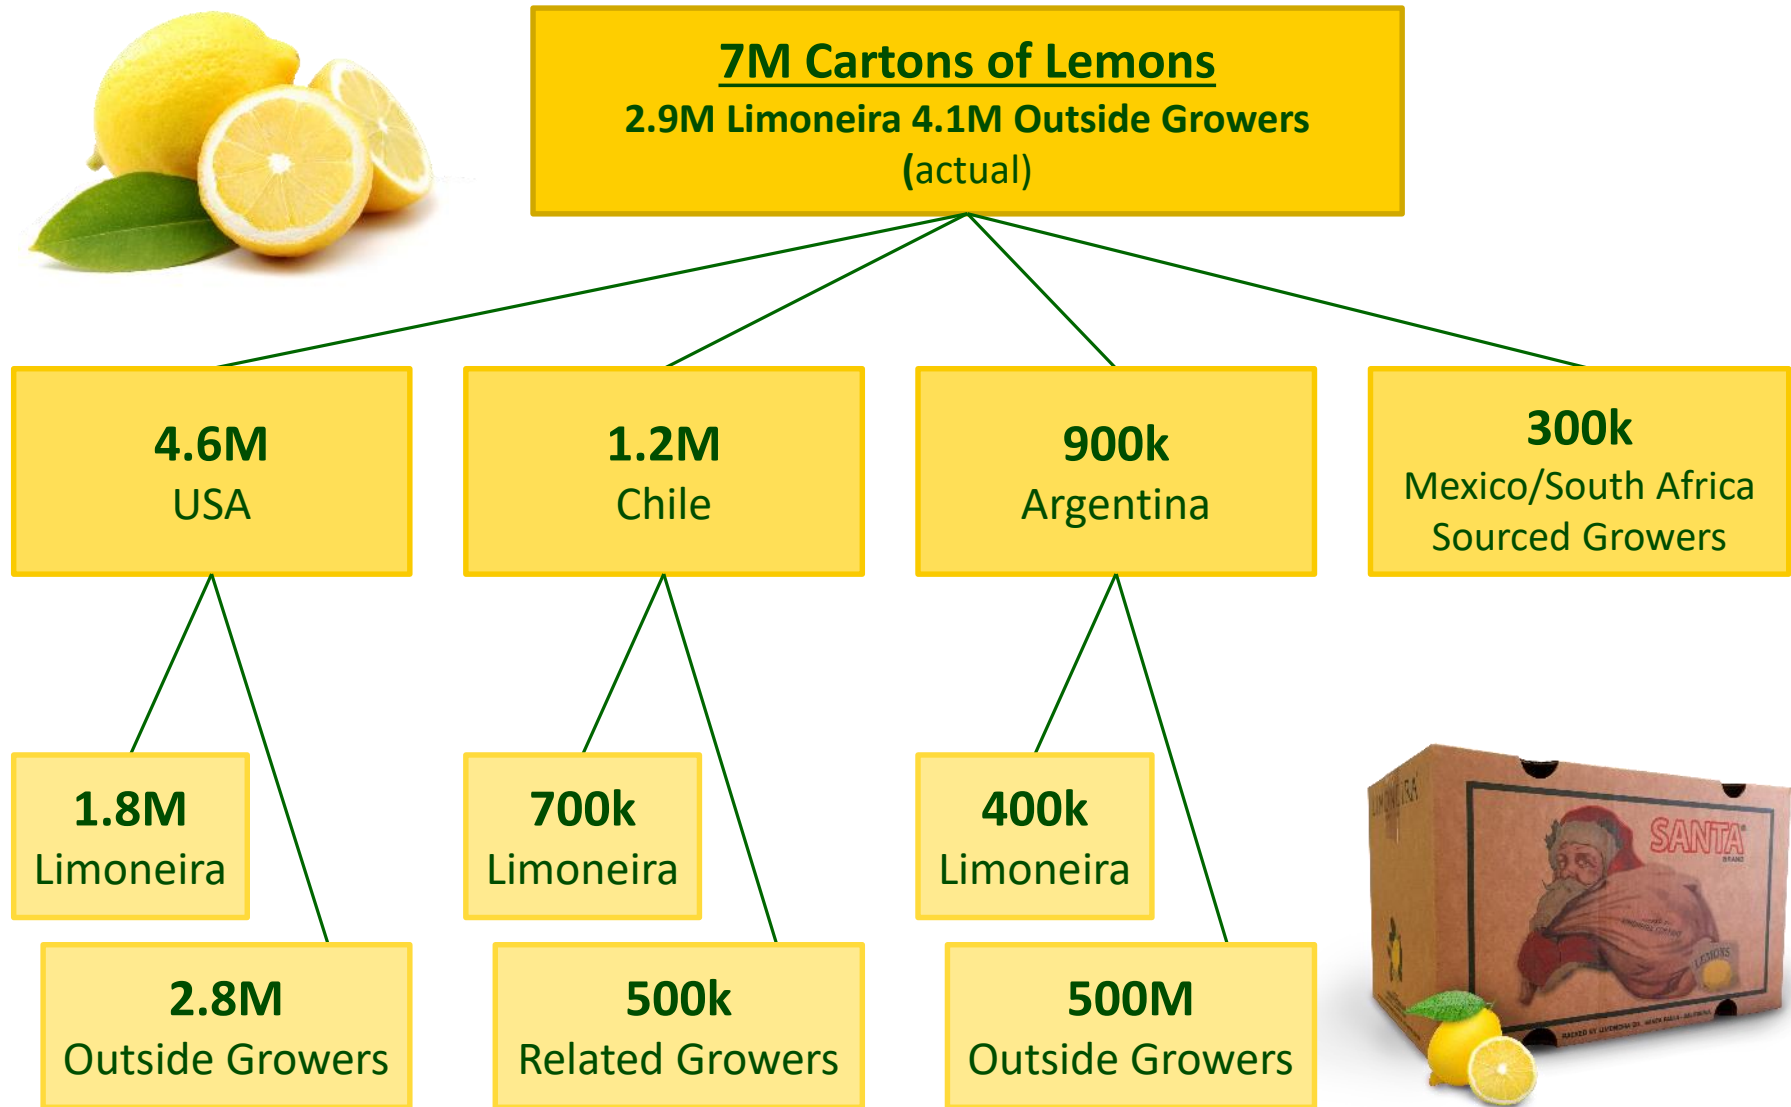 7M Cartons of Lemons
2.9M Limoneira 4.1M Outside Growers
(actual)
4.6M
USA
1.2M
Chile
900k
Argentina
300k
Mexico/South Africa
Sourced Growers
1.8M
Limoneira
700k
Limoneira
400k
Limoneira
2.8M
Outside Growers
500k
Related Growers
500M
Outside Growers
SANTA
BRAND
LEMONS